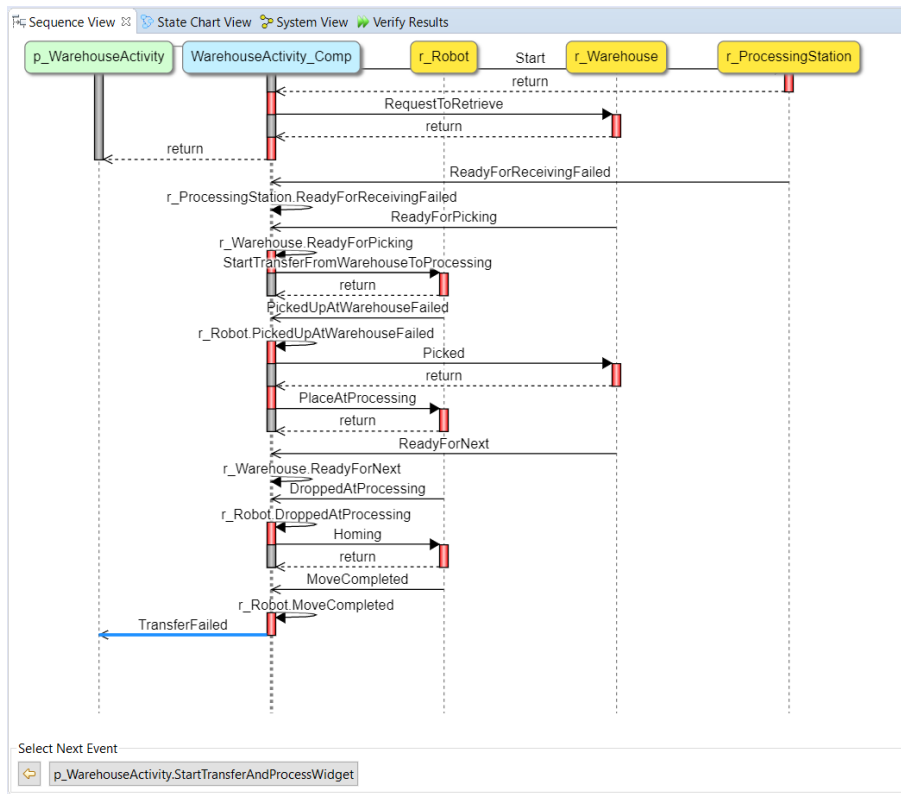 Sequence View State Chart View System View Verify Results
p_WarehouseActivity WarehouseActivity_Comp r_Robot r_Warehouse r_ProcessingStation
Start
return
RequestToRetrieve
return
return
ReadyForReceivingFailed
r_ProcessingStation.ReadyForReceivingFailed
ReadyForPicking
r_Warehouse.ReadyForPicking
StartTransferFromWarehouseToProcessing
return
PickedUpAtWarehouseFailed
r_Robot.PickedUpAtWarehouseFailed
Picked
return
PlaceAtProcessing
return
ReadyForNext
r_Warehouse.ReadyForNext
DroppedAtProcessing
r_Robot.DroppedAtProcessing
Homing
return
MoveCompleted
r_Robot.MoveCompleted
TransferFailed
Select Next Event
p_WarehouseActivity.StartTransferAndProcessWidget